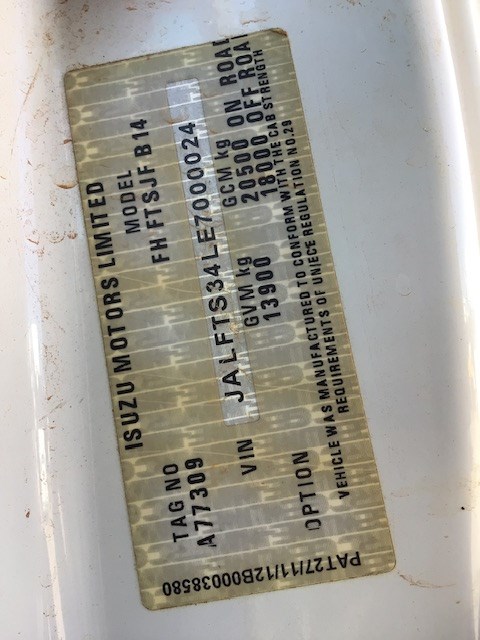 ISUZU MOTORS LIMITED
TAG NO MODEL
A77309 FH FTSJF B14
VIN JALFTS34LE7000024
GVM kg GCM kg
13900 20500 ON ROAD
18000 OFF ROAD
OPTION
VEHICLE WAS MANUFACTURED TO CONFORM WITH THE CAB STRENGTH
REQUIREMENTS OF UN/ECE REGULATION NO.29
PAT27/11/12B00038580